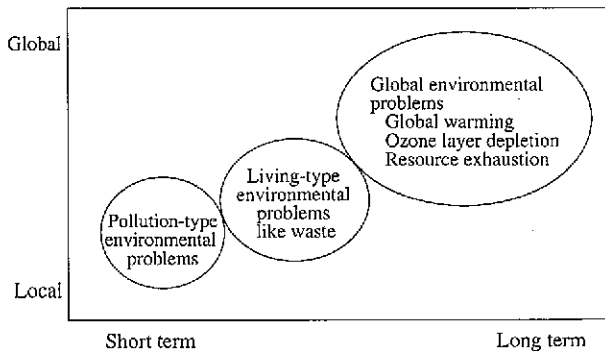 Global
Global environmental
problems
Global warming
Ozone layer depletion
Resource exhaustion
Living-type
environmental
problems
like waste
Pollution-type
environmental
problems
Local
Short term
Long term